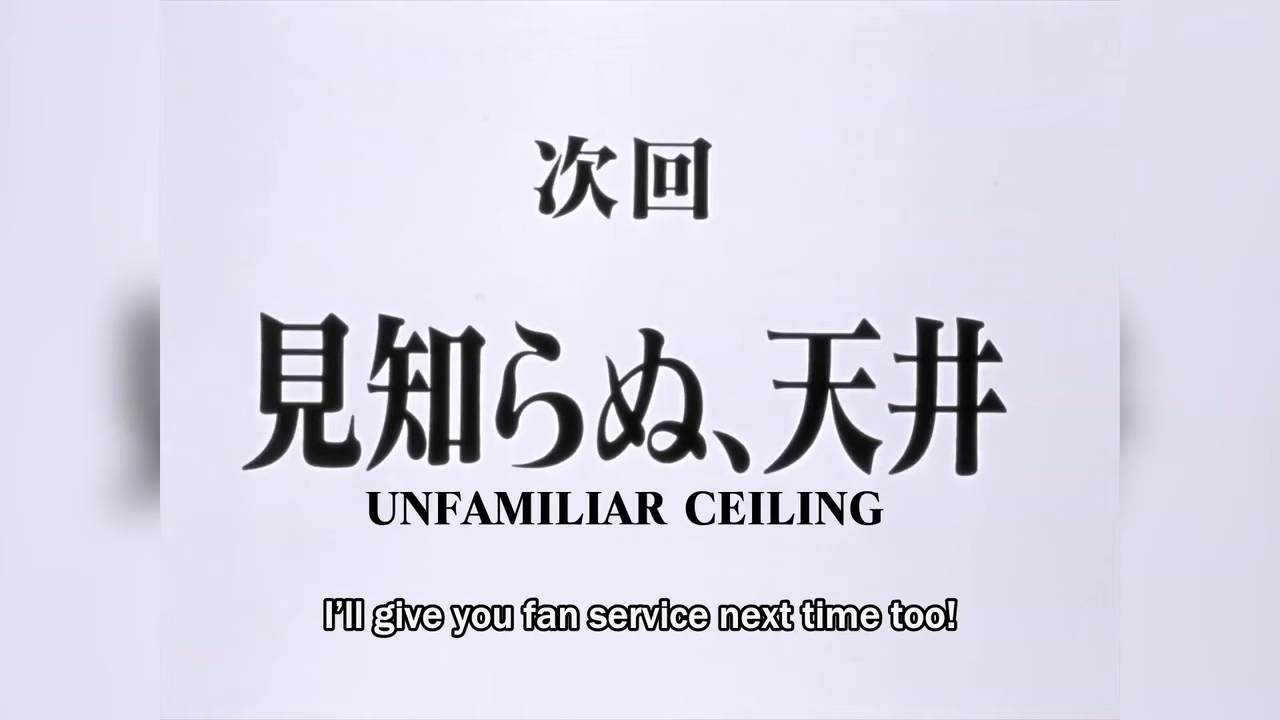 次回
見知らぬ、天井
UNFAMILIAR CEILING
I'll give you fan service next time too!